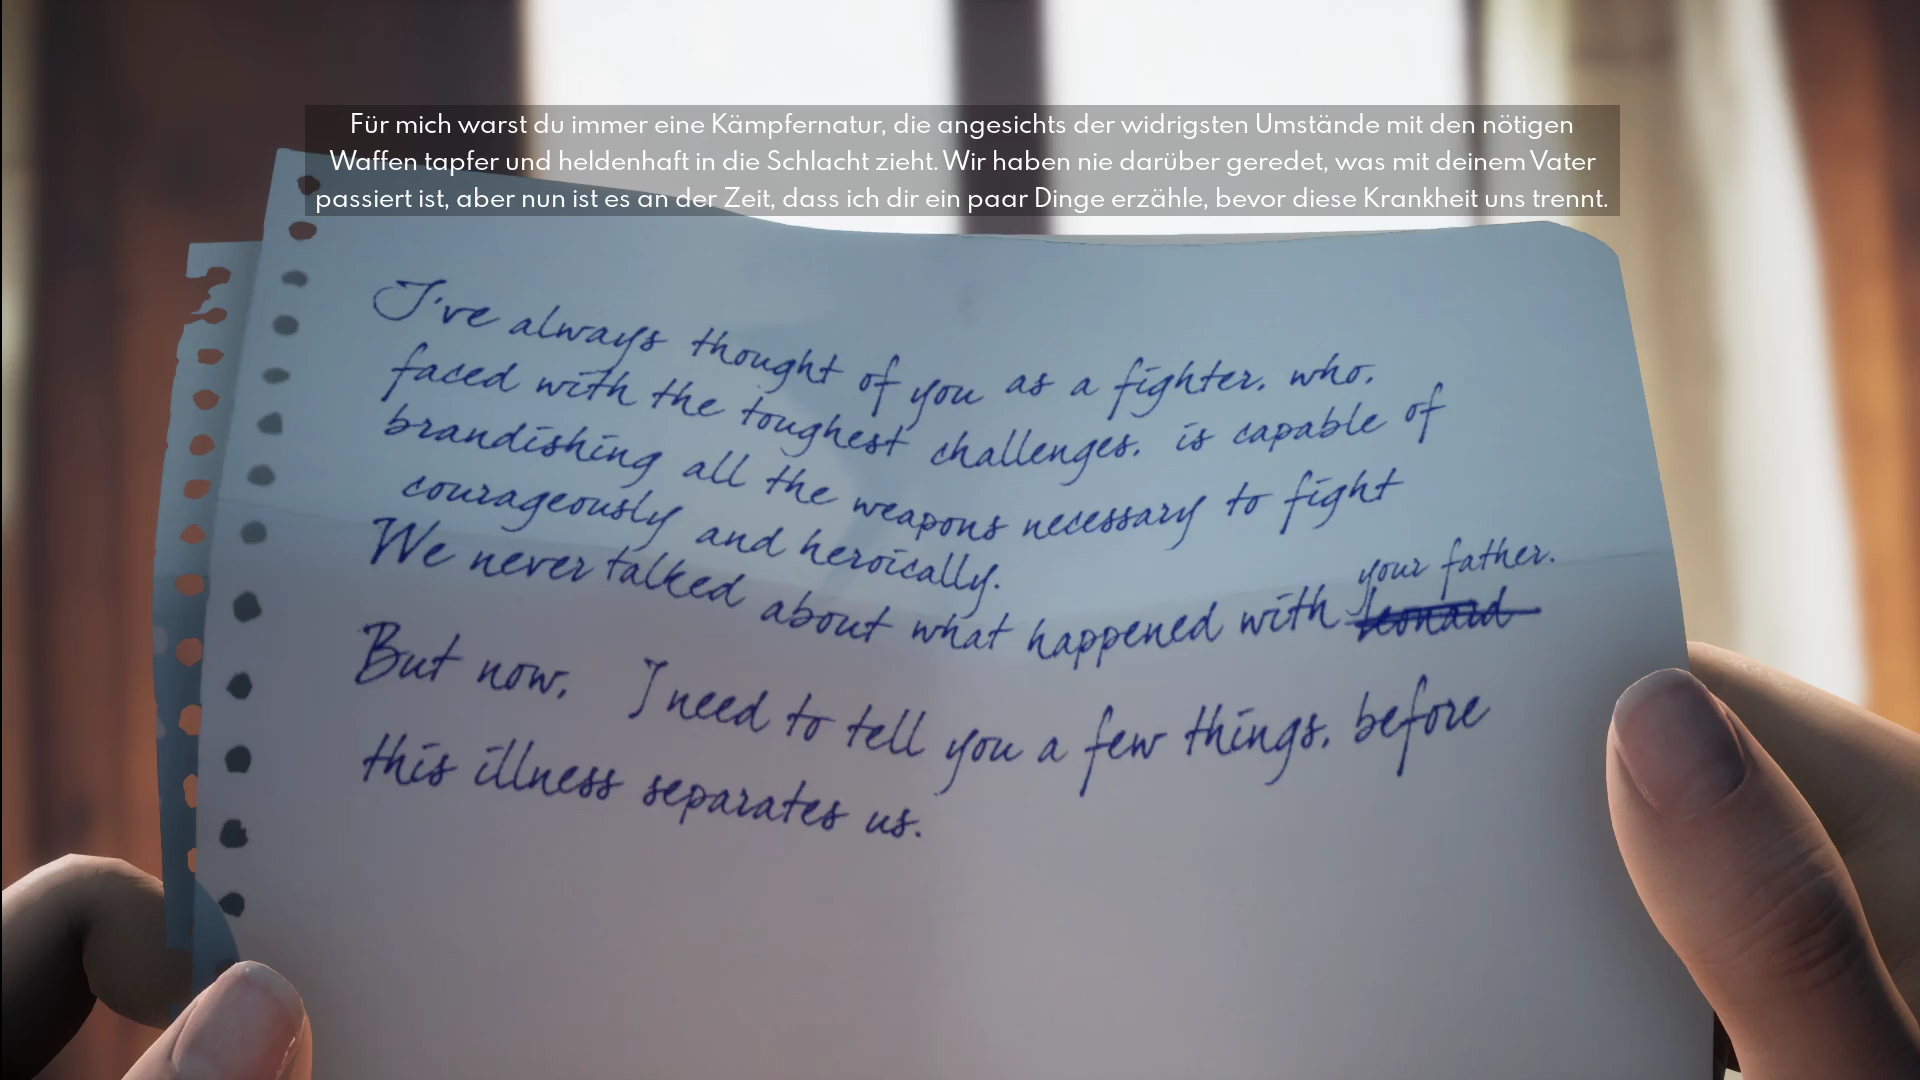 Für mich warst du immer eine Kämpfernatur, die angesichts der widrigsten Umstände mit den nötigen
Waffen tapfer und heldenhaft in die Schlacht zieht. Wir haben nie darüber geredet, was mit deinem Vater
passiert ist, aber nun ist es an der Zeit, dass ich dir ein paar Dinge erzähle, bevor diese Krankheit uns trennt.
I've always thought of you as a fighter, who,
faced with the toughest challenges, is capable of
brandishing all the weapons necessary to fight
courageously and heroically.
your father.
We never talked about what happened with Leonard
But now, I need to tell you a few things, before
this illness separates us.